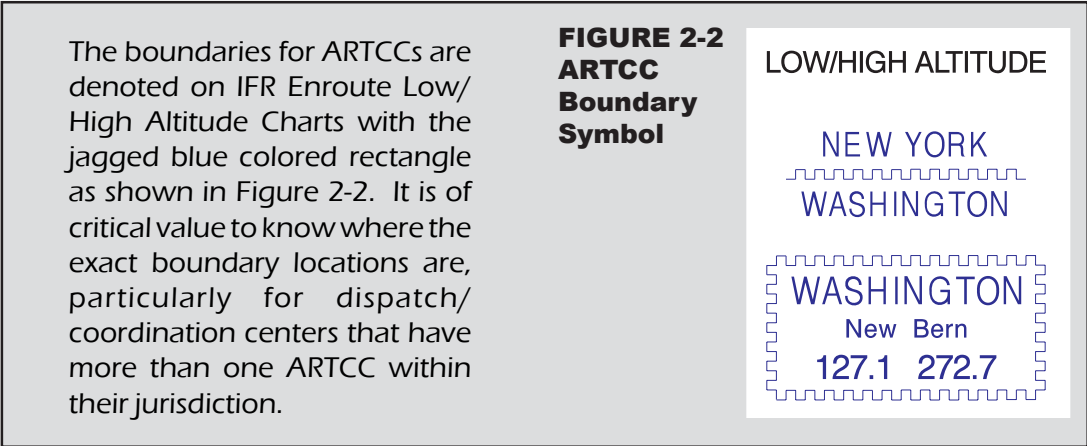 The boundaries for ARTCCs are
denoted on IFR Enroute Low/
High Altitude Charts with the
jagged blue colored rectangle
as shown in Figure 2-2. It is of
critical value to know where the
exact boundary locations are,
particularly for dispatch/
coordination centers that have
more than one ARTCC within
their jurisdiction.
FIGURE 2-2
ARTCC
Boundary
Symbol
LOW/HIGH ALTITUDE
NEW YORK
WASHINGTON
WASHINGTON
New Bern
127.1 272.7